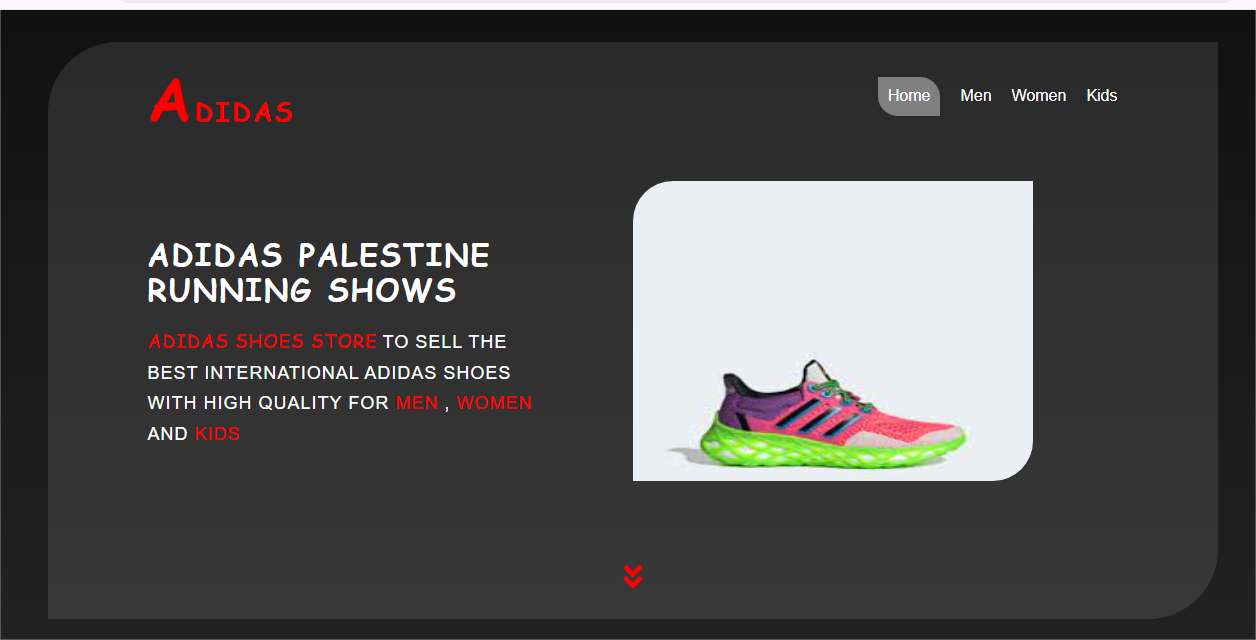 ADIDAS
Home Men Women Kids
ADIDAS PALESTINE
RUNNING SHOWS
ADIDAS SHOES STORE TO SELL THE
BEST INTERNATIONAL ADIDAS SHOES
WITH HIGH QUALITY FOR MEN , WOMEN
AND KIDS